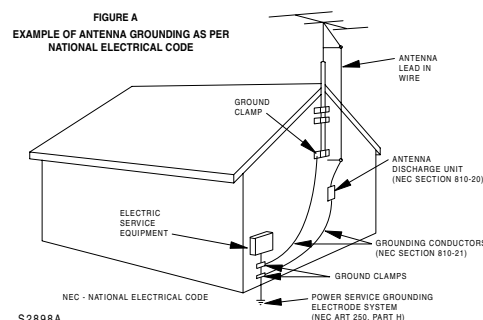 FIGURE A
EXAMPLE OF ANTENNA GROUNDING AS PER
NATIONAL ELECTRICAL CODE
ANTENNA
LEAD IN
WIRE
GROUND
CLAMP
ANTENNA
DISCHARGE UNIT
(NEC SECTION 810-20)
ELECTRIC
SERVICE
EQUIPMENT
GROUNDING CONDUCTORS
(NEC SECTION 810-21)
GROUND CLAMPS
NEC - NATIONAL ELECTRICAL CODE
POWER SERVICE GROUNDING
ELECTRODE SYSTEM
(NEC ART 250, PART H)
S2898A